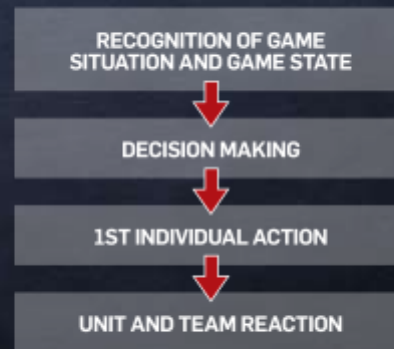 RECOGNITION OF GAME
SITUATION AND GAME STATE
DECISION MAKING
1ST INDIVIDUAL ACTION
UNIT AND TEAM REACTION